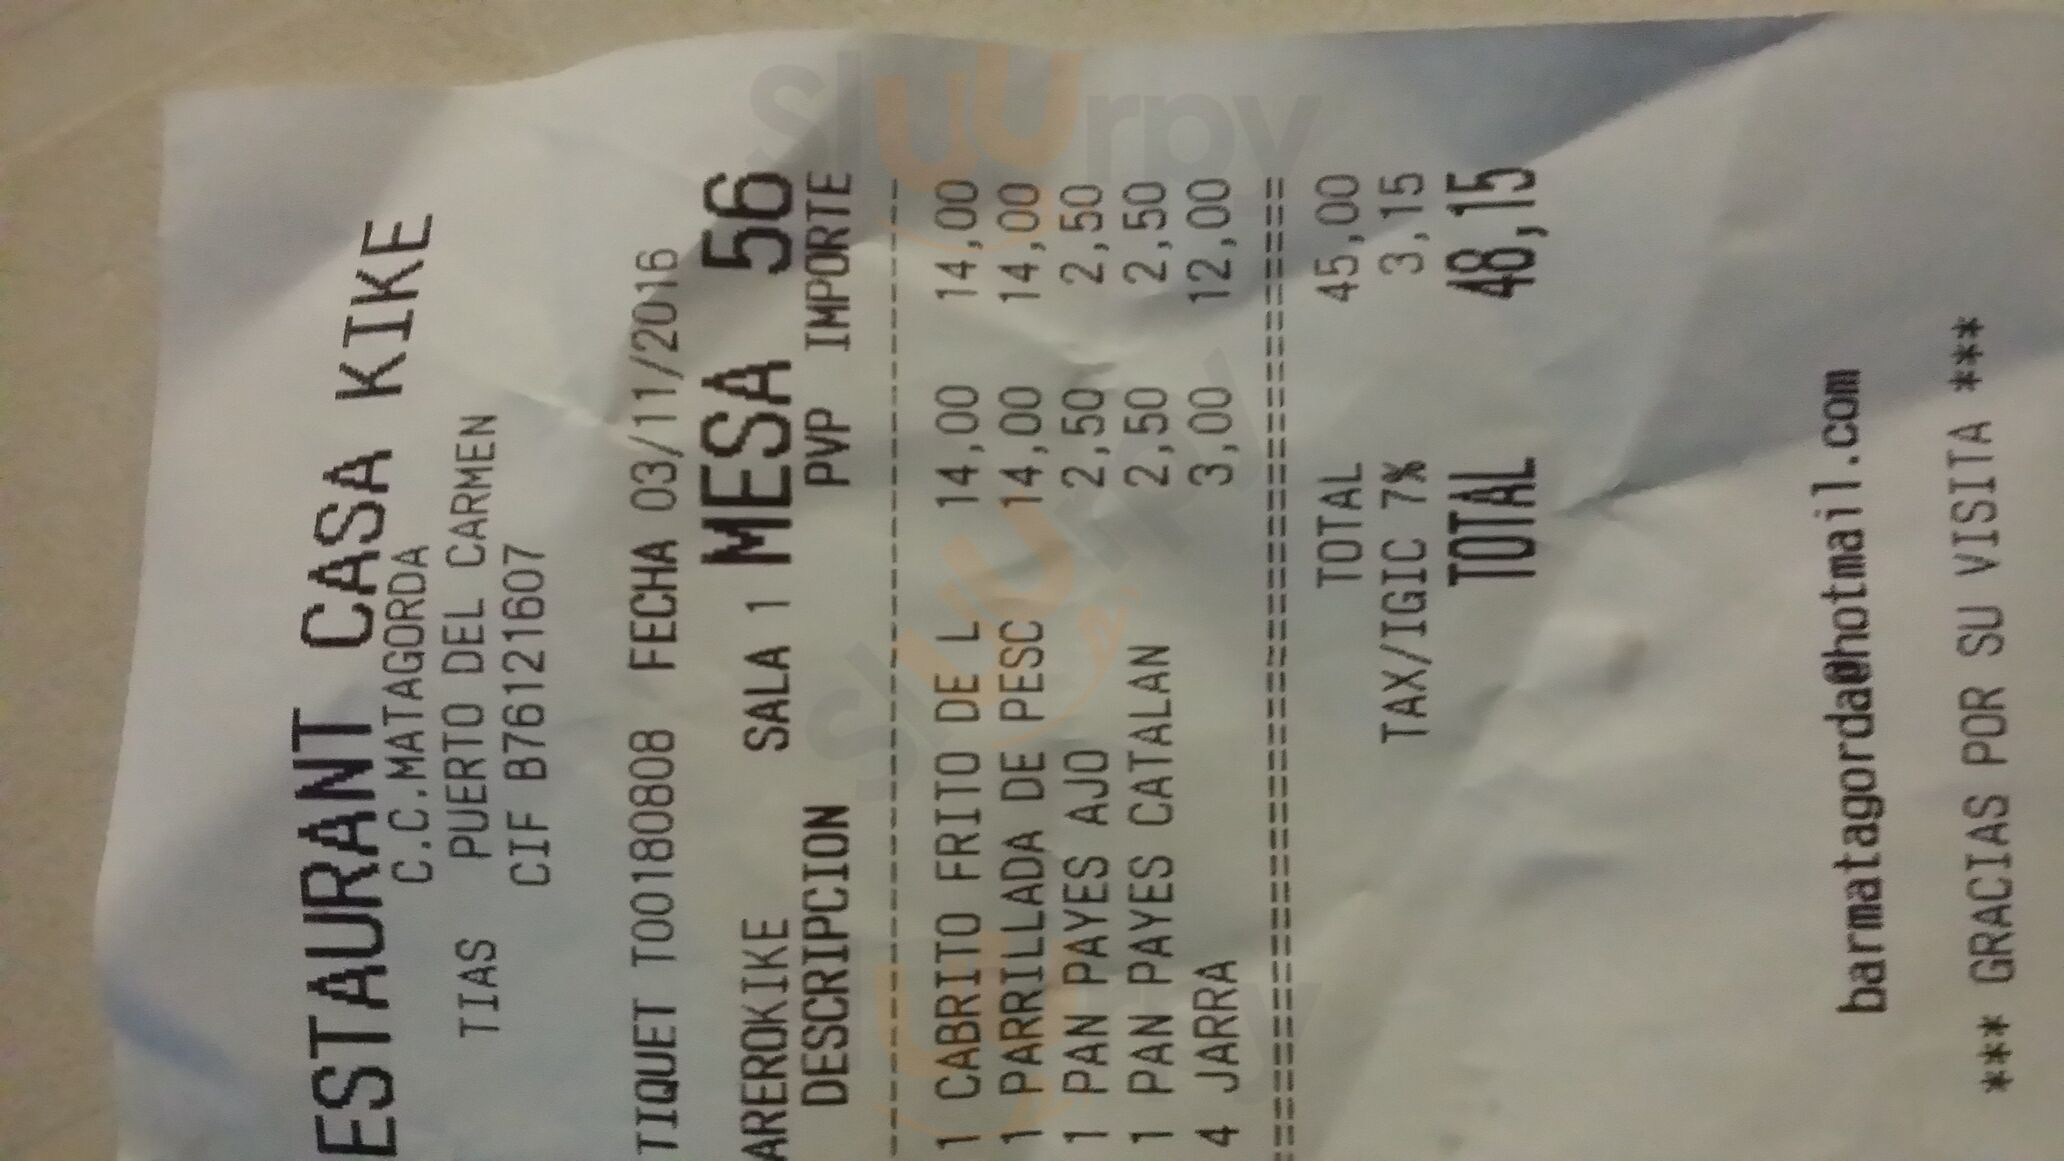 ESTAURANT CASA KIKE
C.C.MATAGORDA
TIAS PUERTO DEL CARMEN
CIF B76121607
TIQUET T00180808 FECHA 03/11/2016
AREROKIKE SALA 1 MESA 56
DESCRIPCION PVP IMPORTE
1 CABRITO FRITO DE L 14,00 14,00
1 PARRILLADA DE PESC 14,00 14,00
1 PAN PAYES AJO 2,50 2,50
1 PAN PAYES CATALAN 2,50 2,50
4 JARRA 3,00 12,00
TOTAL 45,00
TAX/IGIC 7% 3,15
TOTAL 48,15
barmatagorda@hotmail.com
*** GRACIAS POR SU VISITA ***
sluurpy
sluurpy
sluurpy